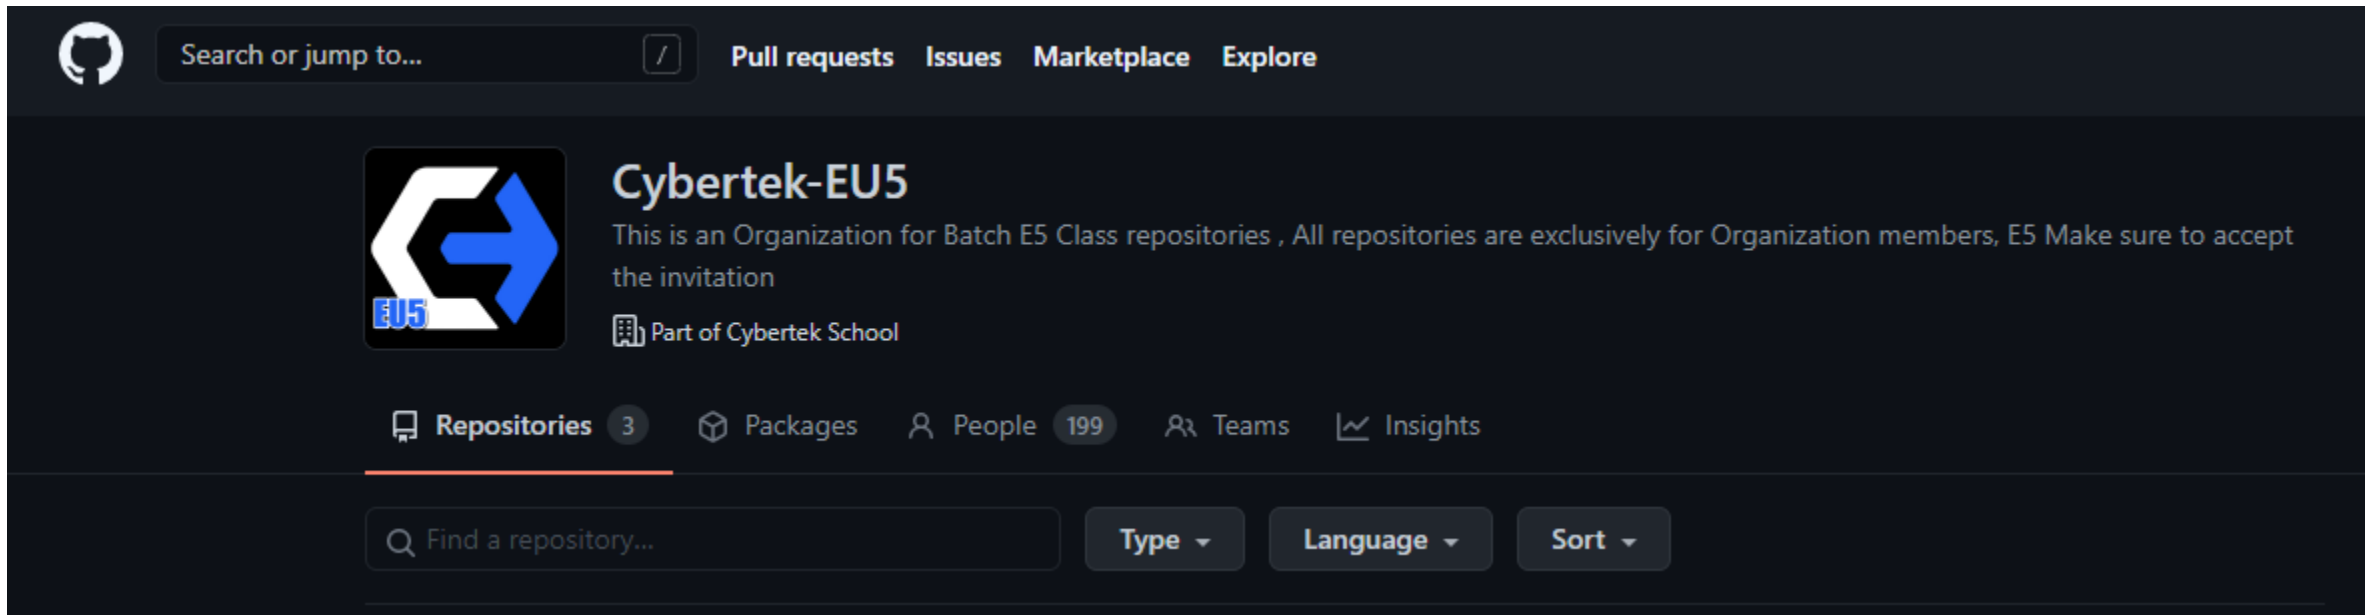 Search or jump to... /
Pull requests Issues Marketplace Explore
Cybertek-EU5
This is an Organization for Batch E5 Class repositories , All repositories are exclusively for Organization members, E5 Make sure to accept
the invitation
EU5
Part of Cybertek School
Repositories 3 Packages People 199 Teams Insights
Find a repository... Type Language Sort